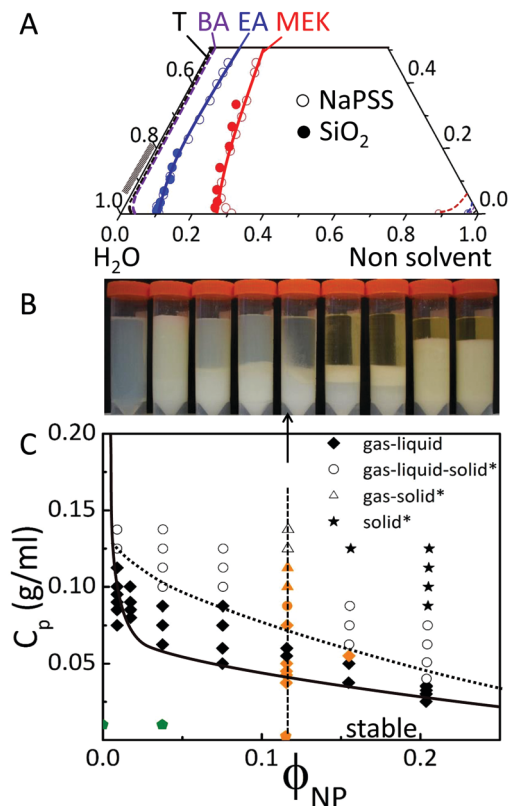 A
T BA EA MEK
0.6
0.4
NaPSS
SiO2
0.8
0.2
1.0
0.0
0.0 0.2 0.4 0.6 0.8 1.0
H2O
Non solvent
B
C
0.20
0.15
0.10
0.05
Cp (g/ml)
gas-liquid
gas-liquid-solid*
gas-solid*
solid*
stable
0.0 0.1 0.2
ϕNP